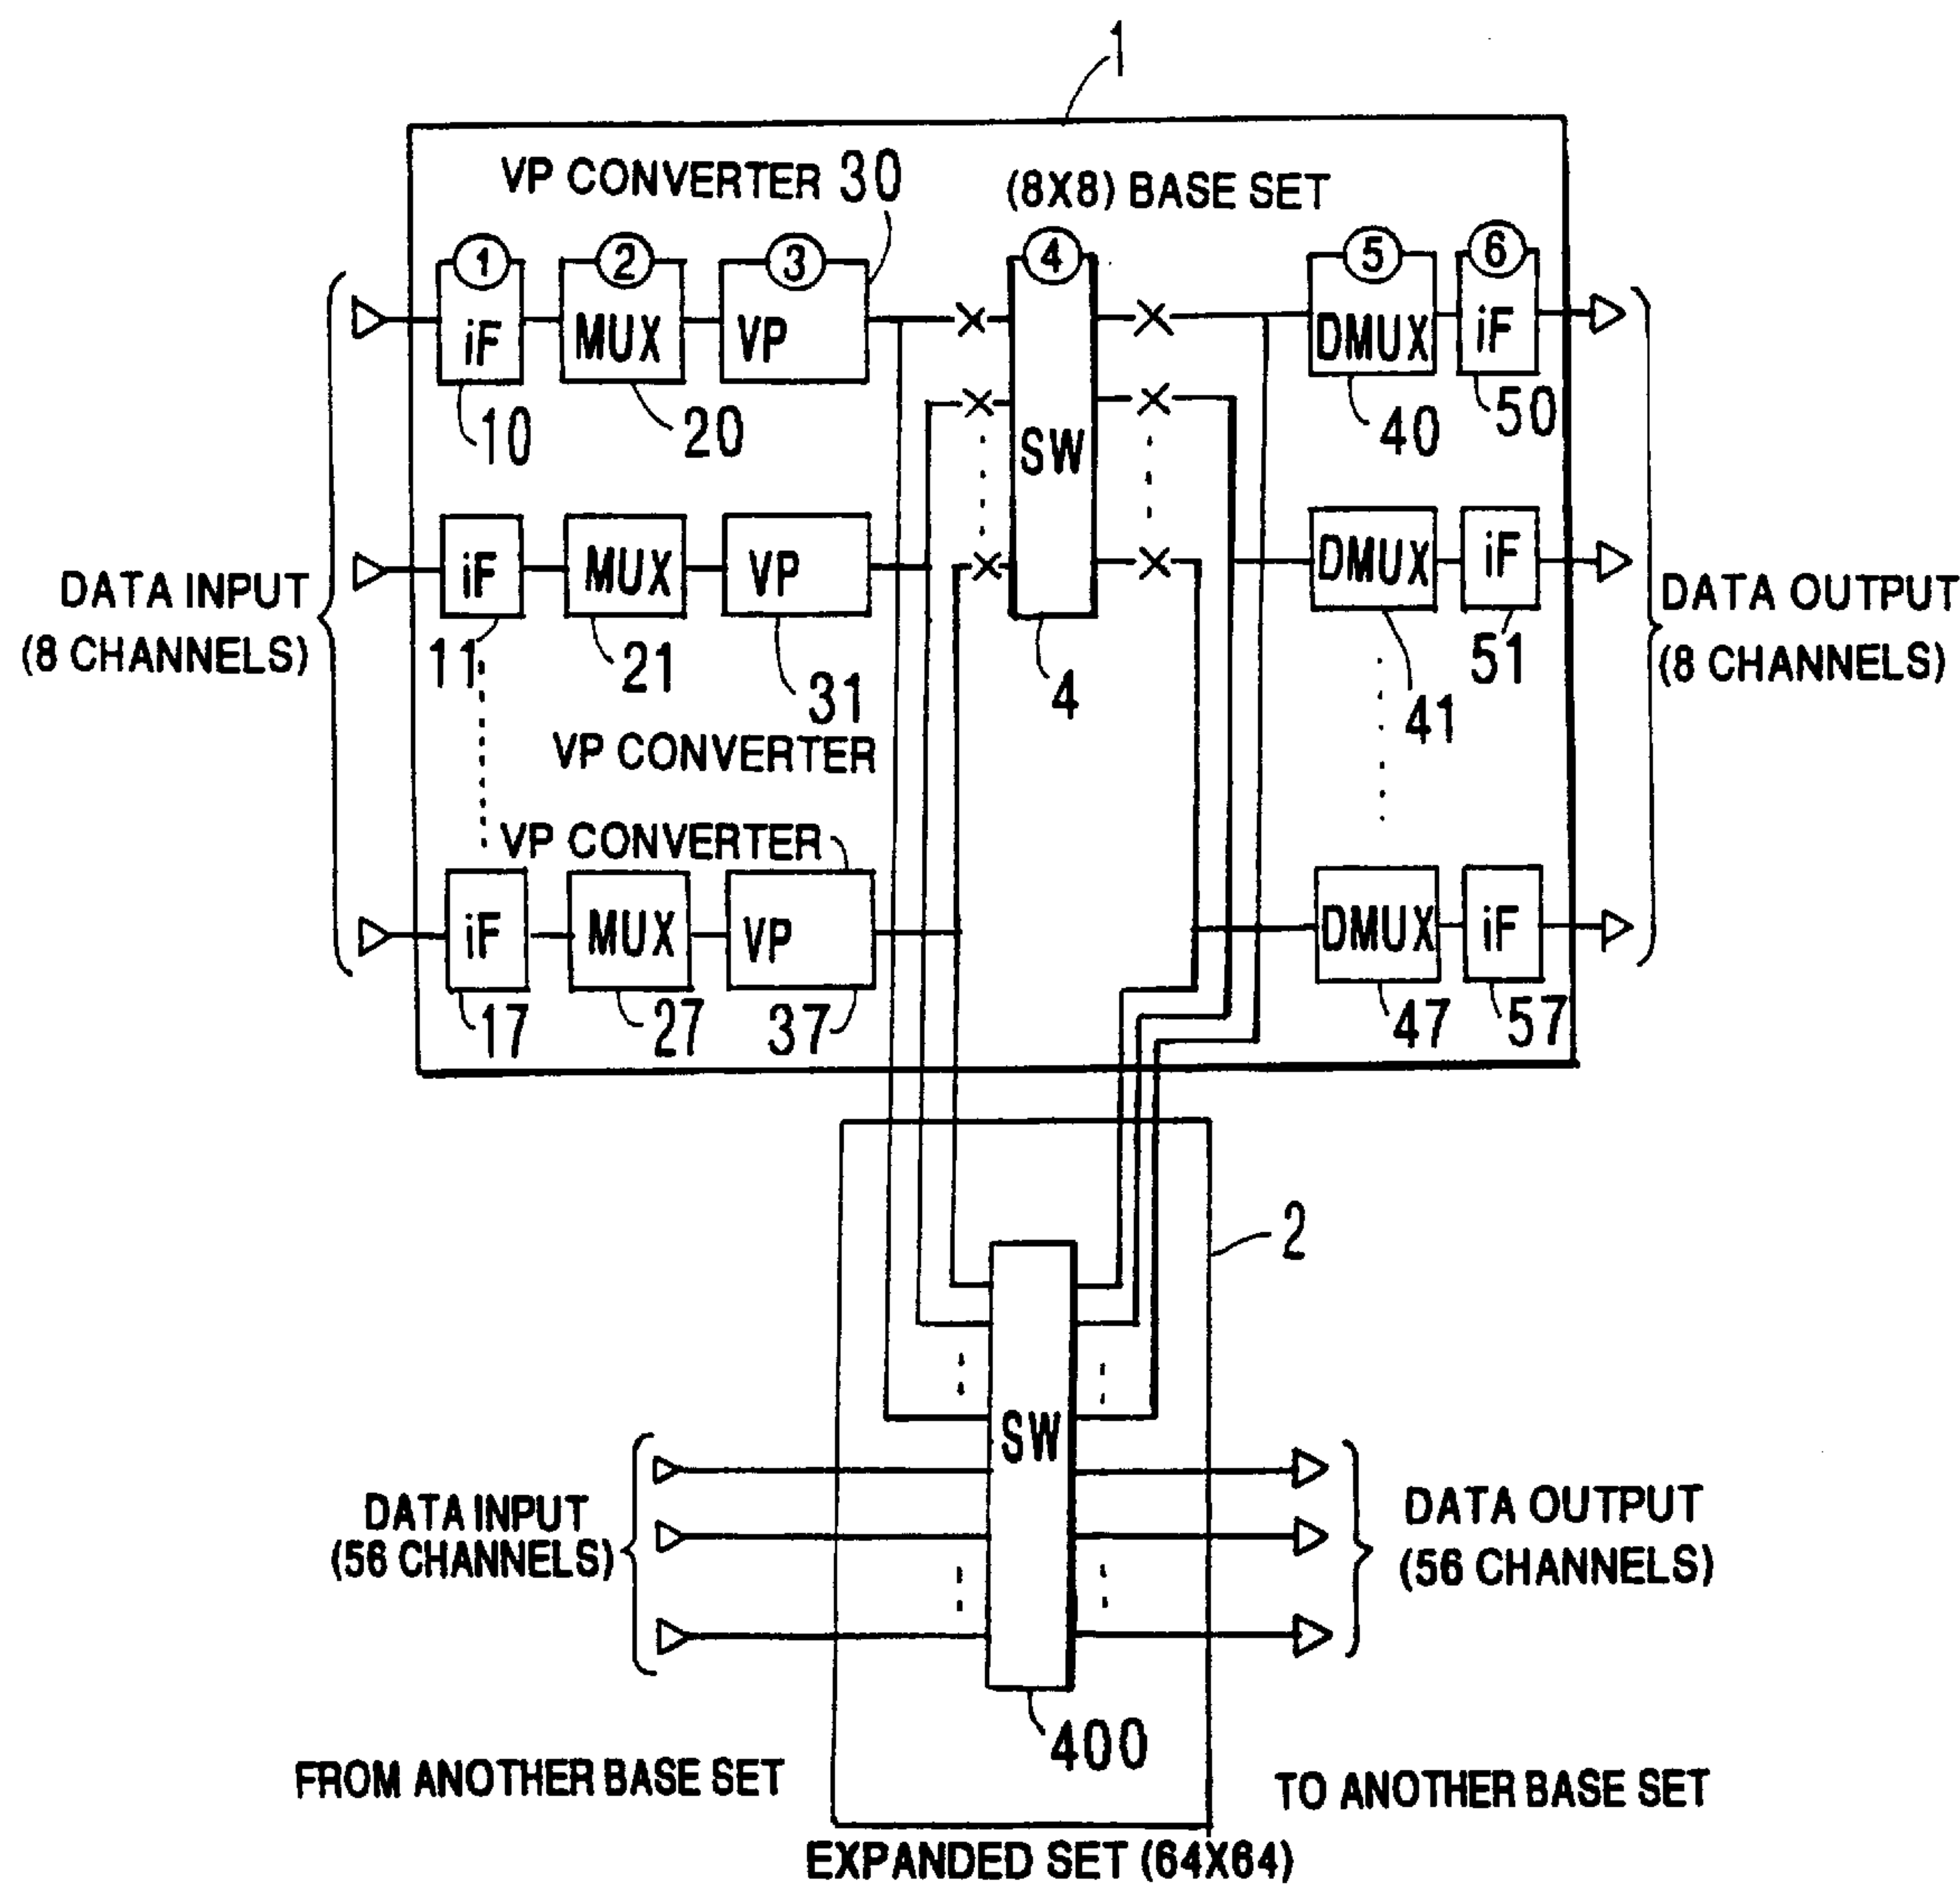 1
VP CONVERTER 30
(8X8) BASE SET
① ② ③ ④ ⑤ ⑥
iF MUX VP DMUX iF
10 20 SW 40 50
iF MUX VP DMUX iF
DATA INPUT
(8 CHANNELS)
DATA OUTPUT
(8 CHANNELS)
11 21 31 4 41 51
VP CONVERTER
VP CONVERTER
iF MUX VP DMUX iF
17 27 37 47 57
2
SW
DATA INPUT
(56 CHANNELS)
DATA OUTPUT
(56 CHANNELS)
400
FROM ANOTHER BASE SET
TO ANOTHER BASE SET
EXPANDED SET (64X64)